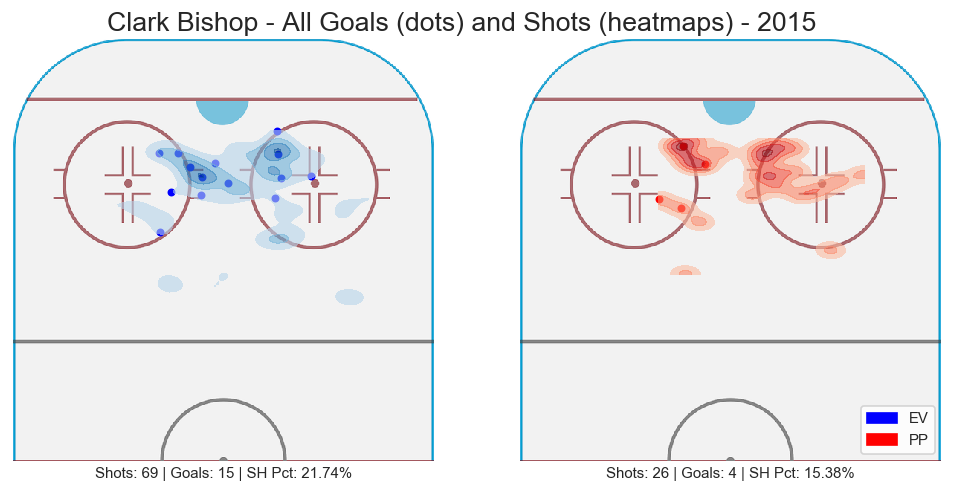 Clark Bishop - All Goals (dots) and Shots (heatmaps) - 2015
EV
PP
Shots: 69 | Goals: 15 | SH Pct: 21.74%
Shots: 26 | Goals: 4 | SH Pct: 15.38%